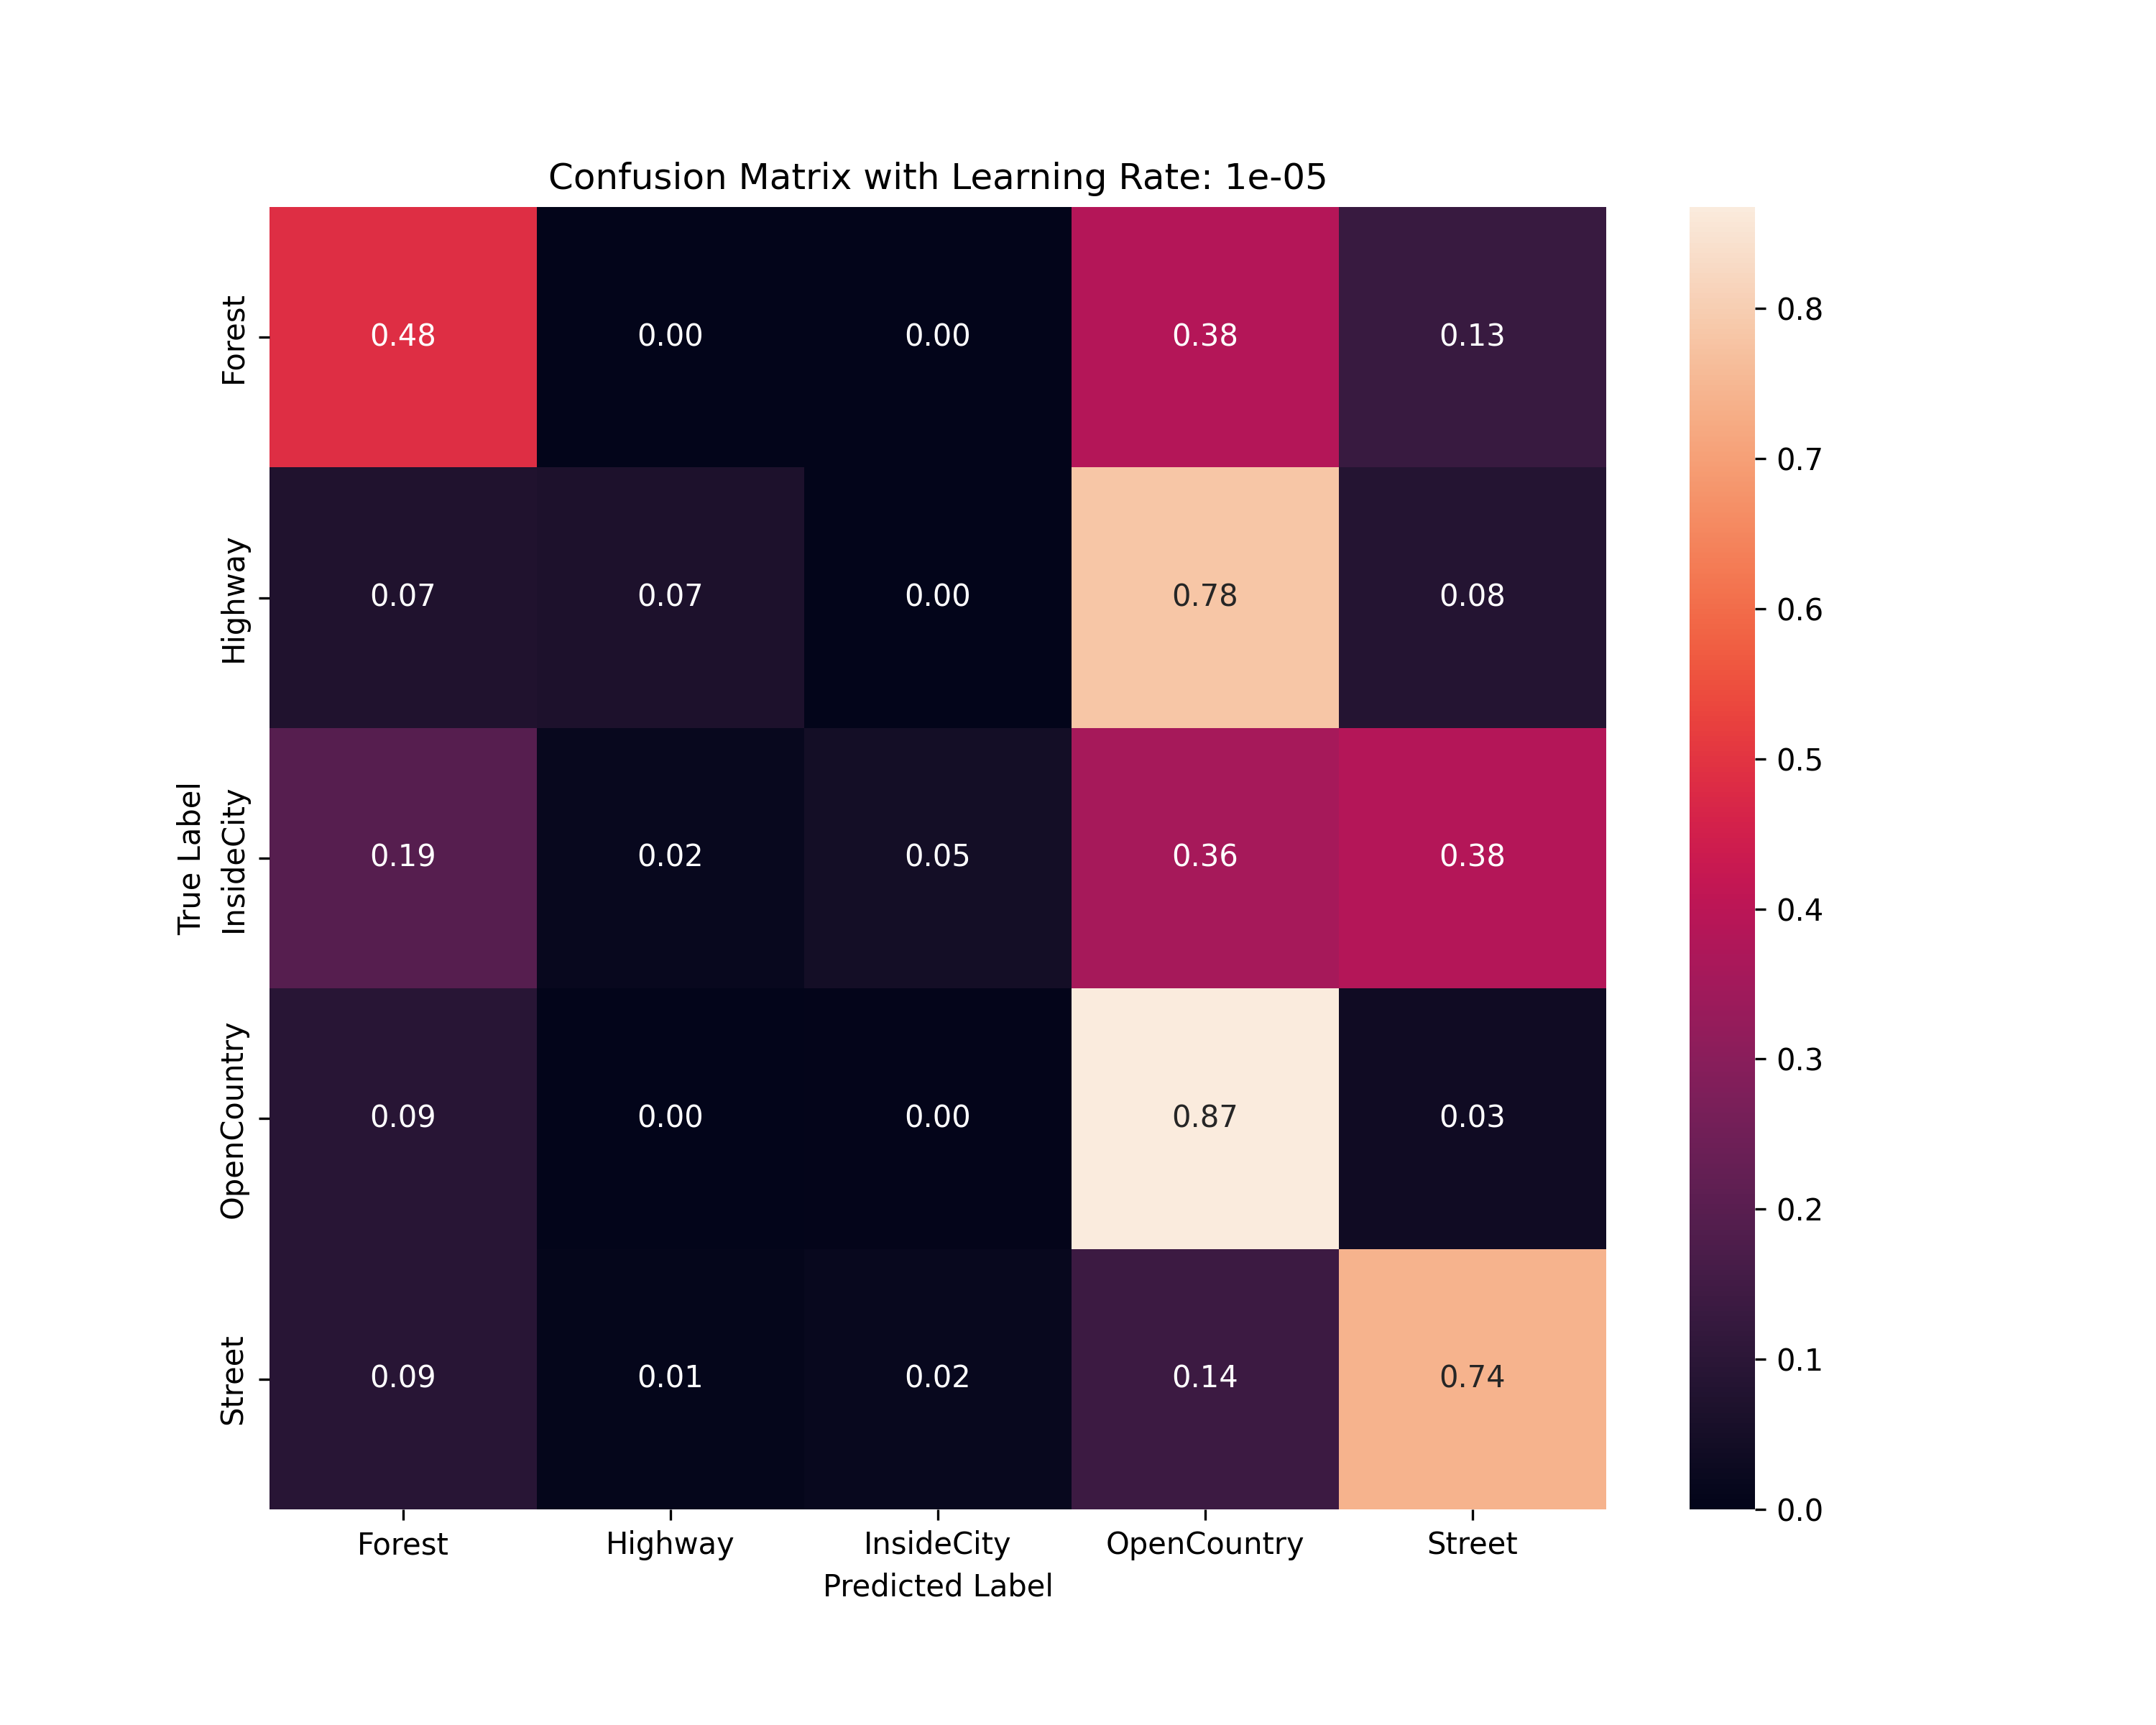 Confusion Matrix with Learning Rate: 1e-05
True Label
Forest 0.48 0.00 0.00 0.38 0.13
Highway 0.07 0.07 0.00 0.78 0.08
InsideCity 0.19 0.02 0.05 0.36 0.38
OpenCountry 0.09 0.00 0.00 0.87 0.03
Street 0.09 0.01 0.02 0.14 0.74
Forest Highway InsideCity OpenCountry Street
Predicted Label
0.8
0.7
0.6
0.5
0.4
0.3
0.2
0.1
0.0